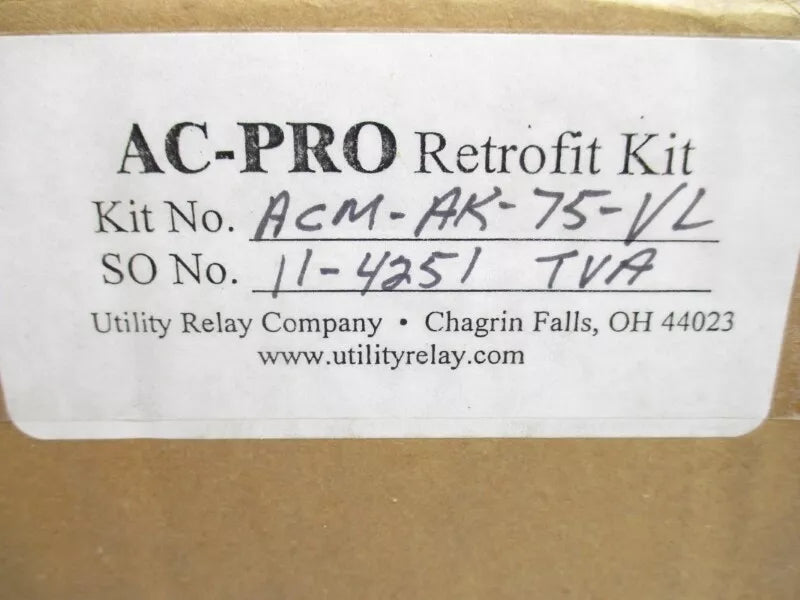 AC-PRO Retrofit Kit
Kit No. ACM-AK-75-VL
SO No. 11-4251 TVA
Utility Relay Company • Chagrin Falls, OH 44023
www.utilityrelay.com